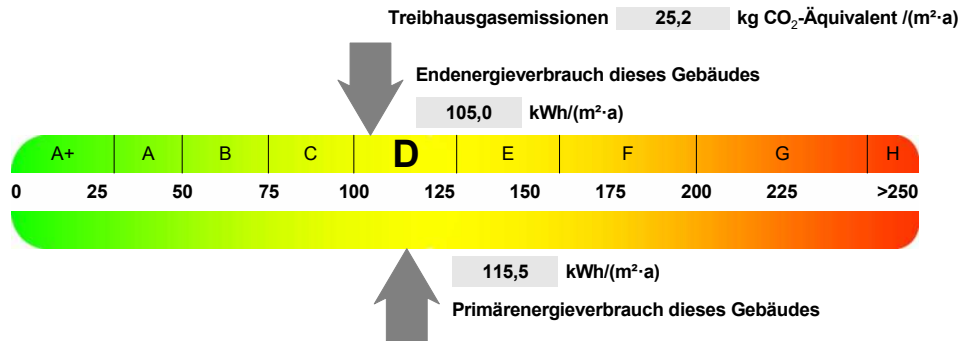 Treibhausgasemissionen 25,2 kg CO₂-Äquivalent /(m²·a)
Endenergieverbrauch dieses Gebäudes
105,0 kWh/(m²·a)
A+ A B C D E F G H
0 25 50 75 100 125 150 175 200 225 >250
115,5 kWh/(m²·a)
Primärenergieverbrauch dieses Gebäudes